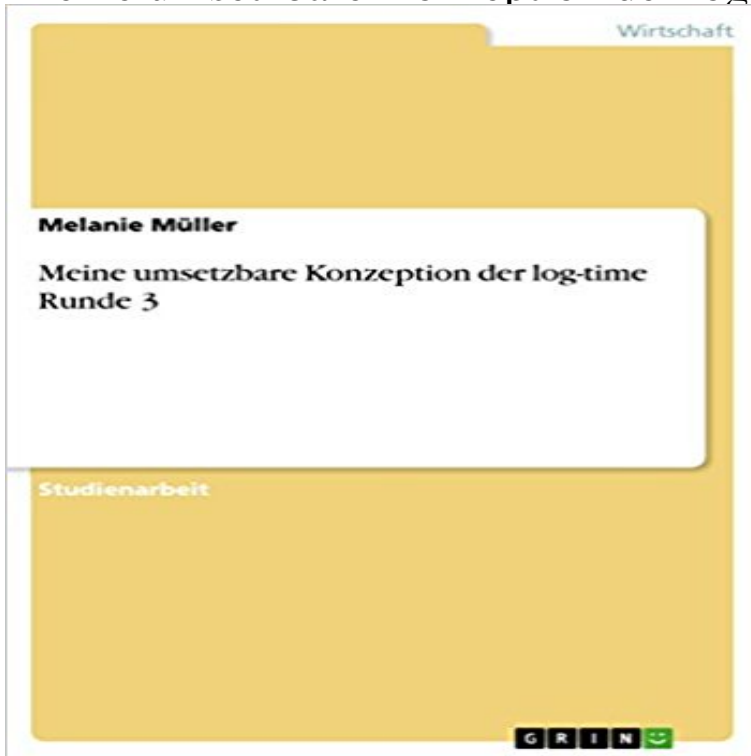 Wirtschaft
Melanie Müller
Meine umsetzbare Konzeption der log-time
Runde 3
Studienarbeit
GRIN